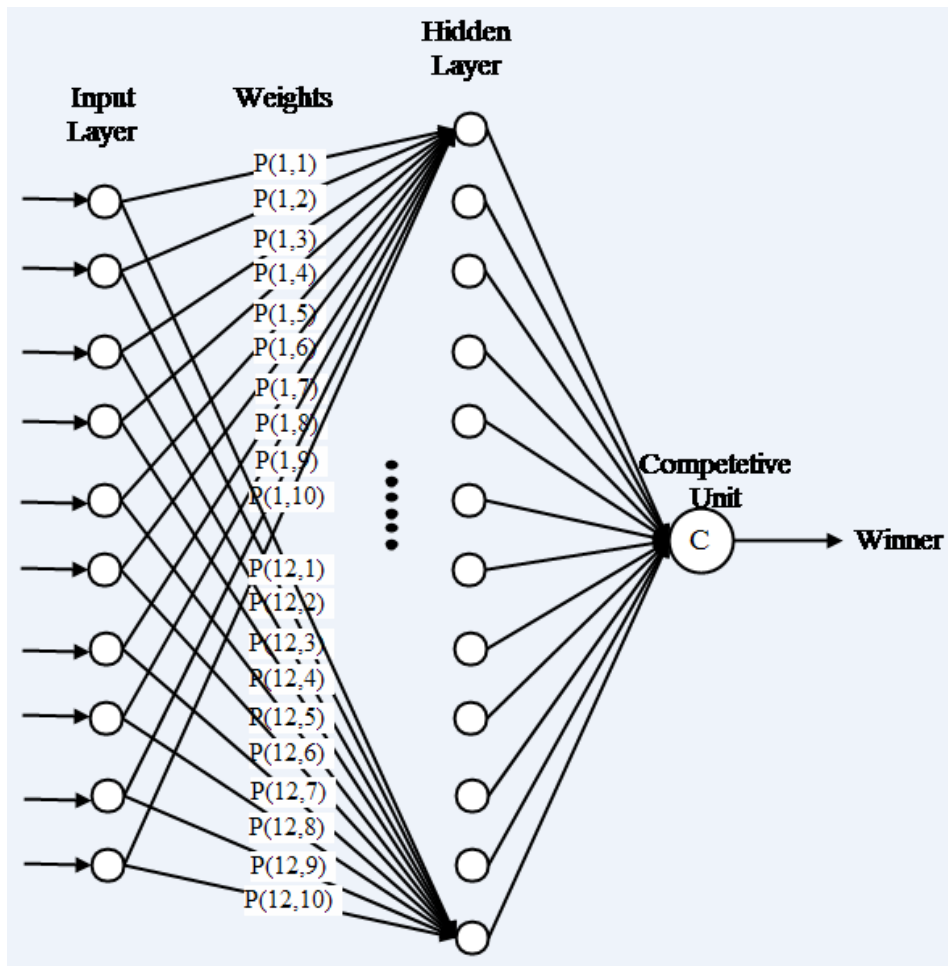 Hidden
Layer
Input
Layer
Weights
P(1,1)
P(1,2)
P(1,3)
P(1,4)
P(1,5)
P(1,6)
P(1,7)
P(1,8)
P(1,9)
P(1,10)
P(12,1)
P(12,2)
P(12,3)
P(12,4)
P(12,5)
P(12,6)
P(12,7)
P(12,8)
P(12,9)
P(12,10)
Competetive
Unit
C
Winner